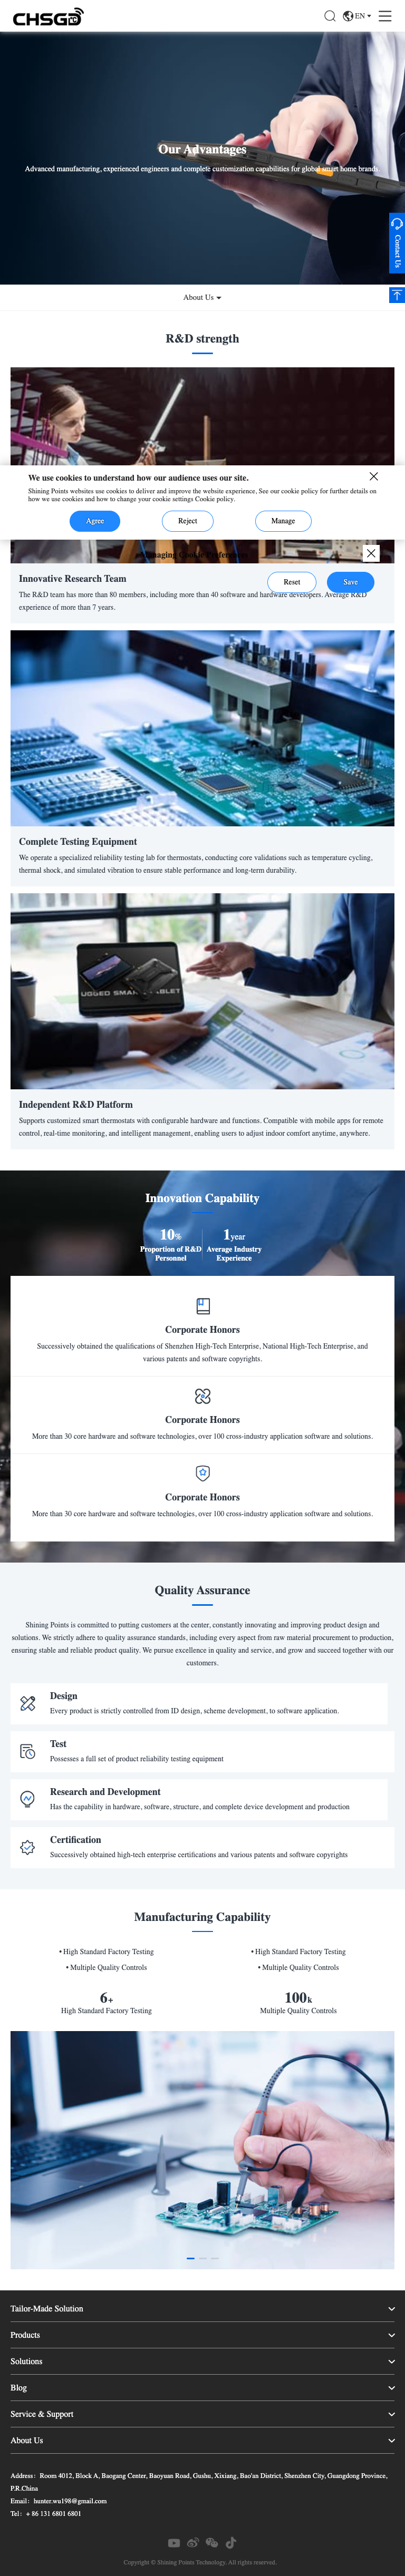 CHSGD
EN
Our Advantages
Advanced manufacturing, experienced engineers and complete customization capabilities for global smart home brands
Contact Us
About Us
R&D strength
We use cookies to understand how our audience uses our site.
Shining Points websites use cookies to deliver and improve the website experience, See our cookie policy for further details on
how we use cookies and how to change your cookie settings Cookie policy.
Agree
Reject
Manage
Reset
Save
Innovative Research Team
The R&D team has more than 80 members, including more than 40 software and hardware developers. Average R&D
experience of more than 7 years.
Complete Testing Equipment
We operate a specialized reliability testing lab for thermostats, conducting core validations such as temperature cycling,
thermal shock, and simulated vibration to ensure stable performance and long-term durability.
UGGED SMART TABLET
Independent R&D Platform
Supports customized smart thermostats with configurable hardware and functions. Compatible with mobile apps for remote
control, real-time monitoring, and intelligent management, enabling users to adjust indoor comfort anytime, anywhere.
Innovation Capability
10%
Proportion of R&D
Personnel
1year
Average Industry
Experience
Corporate Honors
Successively obtained the qualifications of Shenzhen High-Tech Enterprise, National High-Tech Enterprise, and
various patents and software copyrights.
Corporate Honors
More than 30 core hardware and software technologies, over 100 cross-industry application software and solutions.
Corporate Honors
More than 30 core hardware and software technologies, over 100 cross-industry application software and solutions.
Quality Assurance
Shining Points is committed to putting customers at the center, constantly innovating and improving product design and
solutions. We strictly adhere to quality assurance standards, including every aspect from raw material procurement to production,
ensuring stable and reliable product quality. We pursue excellence in quality and service, and grow and succeed together with our
customers.
Design
Every product is strictly controlled from ID design, scheme development, to software application.
Test
Possesses a full set of product reliability testing equipment
Research and Development
Has the capability in hardware, software, structure, and complete device development and production
Certification
Successively obtained high-tech enterprise certifications and various patents and software copyrights
Manufacturing Capability
• High Standard Factory Testing
• Multiple Quality Controls
• High Standard Factory Testing
• Multiple Quality Controls
6+
High Standard Factory Testing
100k
Multiple Quality Controls
Tailor-Made Solution
Products
Solutions
Blog
Service & Support
About Us
Address： Room 4012, Block A, Baogang Center, Baoyuan Road, Gushu, Xixiang, Bao'an District, Shenzhen City, Guangdong Province,
P.R.China
Email： hunter.wu198@gmail.com
Tel： + 86 131 6801 6801
Copyright © Shining Points Technology. All rights reserved.